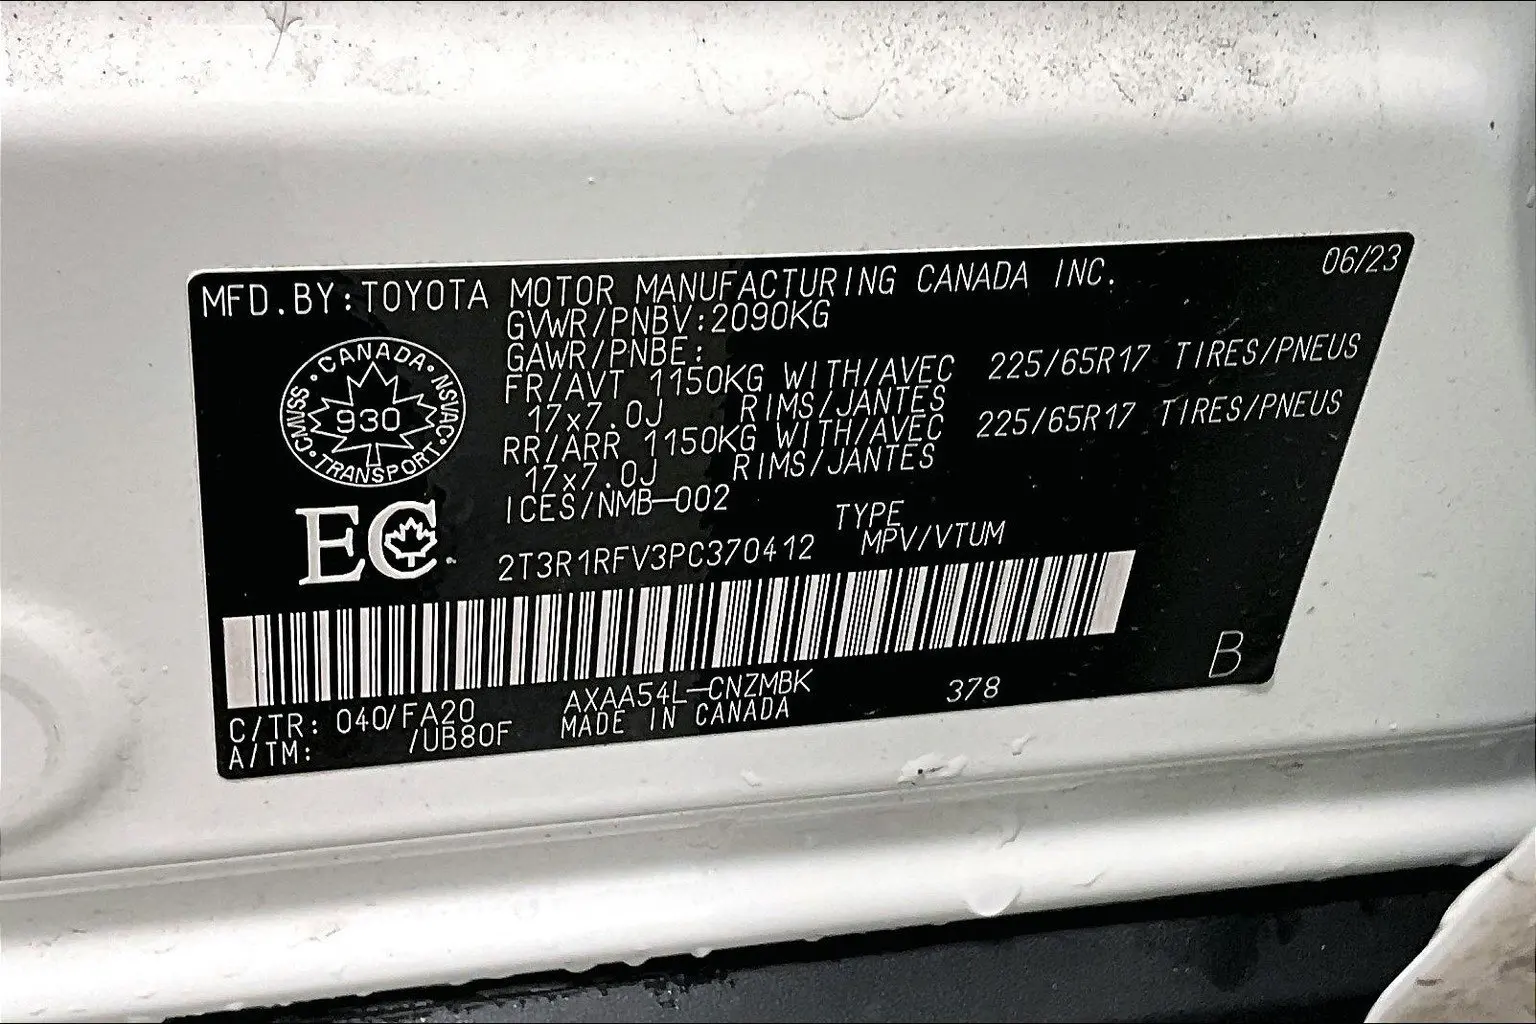 MFD.BY:TOYOTA MOTOR MANUFACTURING CANADA INC. 06/23
GVWR/PNBV:2090KG
GAWR/PNBE:
FR/AVT 1150KG WITH/AVEC 225/65R17 TIRES/PNEUS
17x7.0J RIMS/JANTES
RR/ARR 1150KG WITH/AVEC 225/65R17 TIRES/PNEUS
17x7.0J RIMS/JANTES
ICES/NMB-002
CANADA · NSVAC · TRANSPORT · CMVSS ·
930
EC
TYPE
2T3R1RFV3PC370412 MPV/VTUM
B
C/TR: 040/FA20 AXAA54L-CNZMBK 378
A/TM: /UB80F MADE IN CANADA